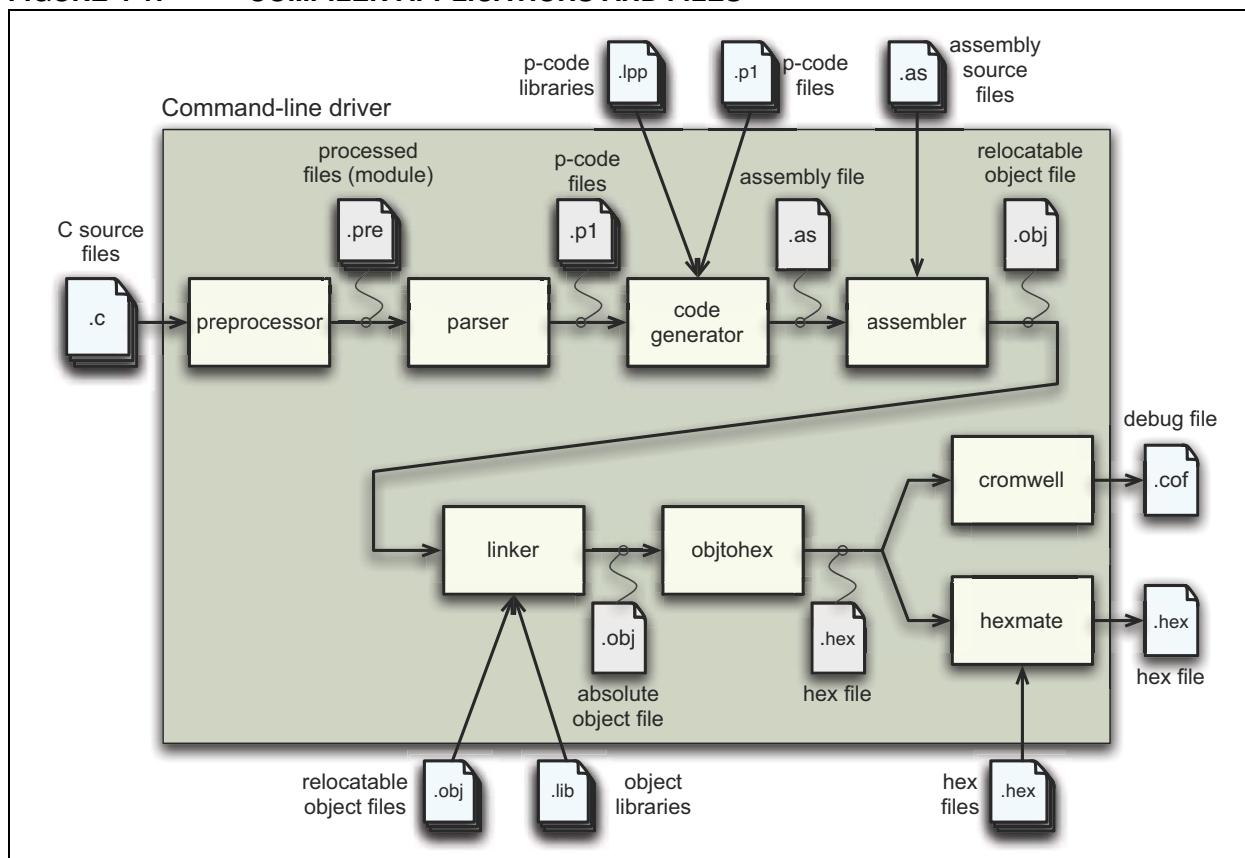 p-code
libraries
.lpp
.p1
p-code
files
.as
assembly
source
files
Command-line driver
processed
files (module)
p-code
files
assembly file
relocatable
object file
C source
files
.pre
.p1
.as
.obj
.c
preprocessor
parser
code
generator
assembler
debug file
cromwell
.cof
linker
objtohex
.obj
.hex
hexmate
.hex
absolute
object file
hex file
hex file
relocatable
object files
.obj
.lib
object
libraries
hex
files
.hex